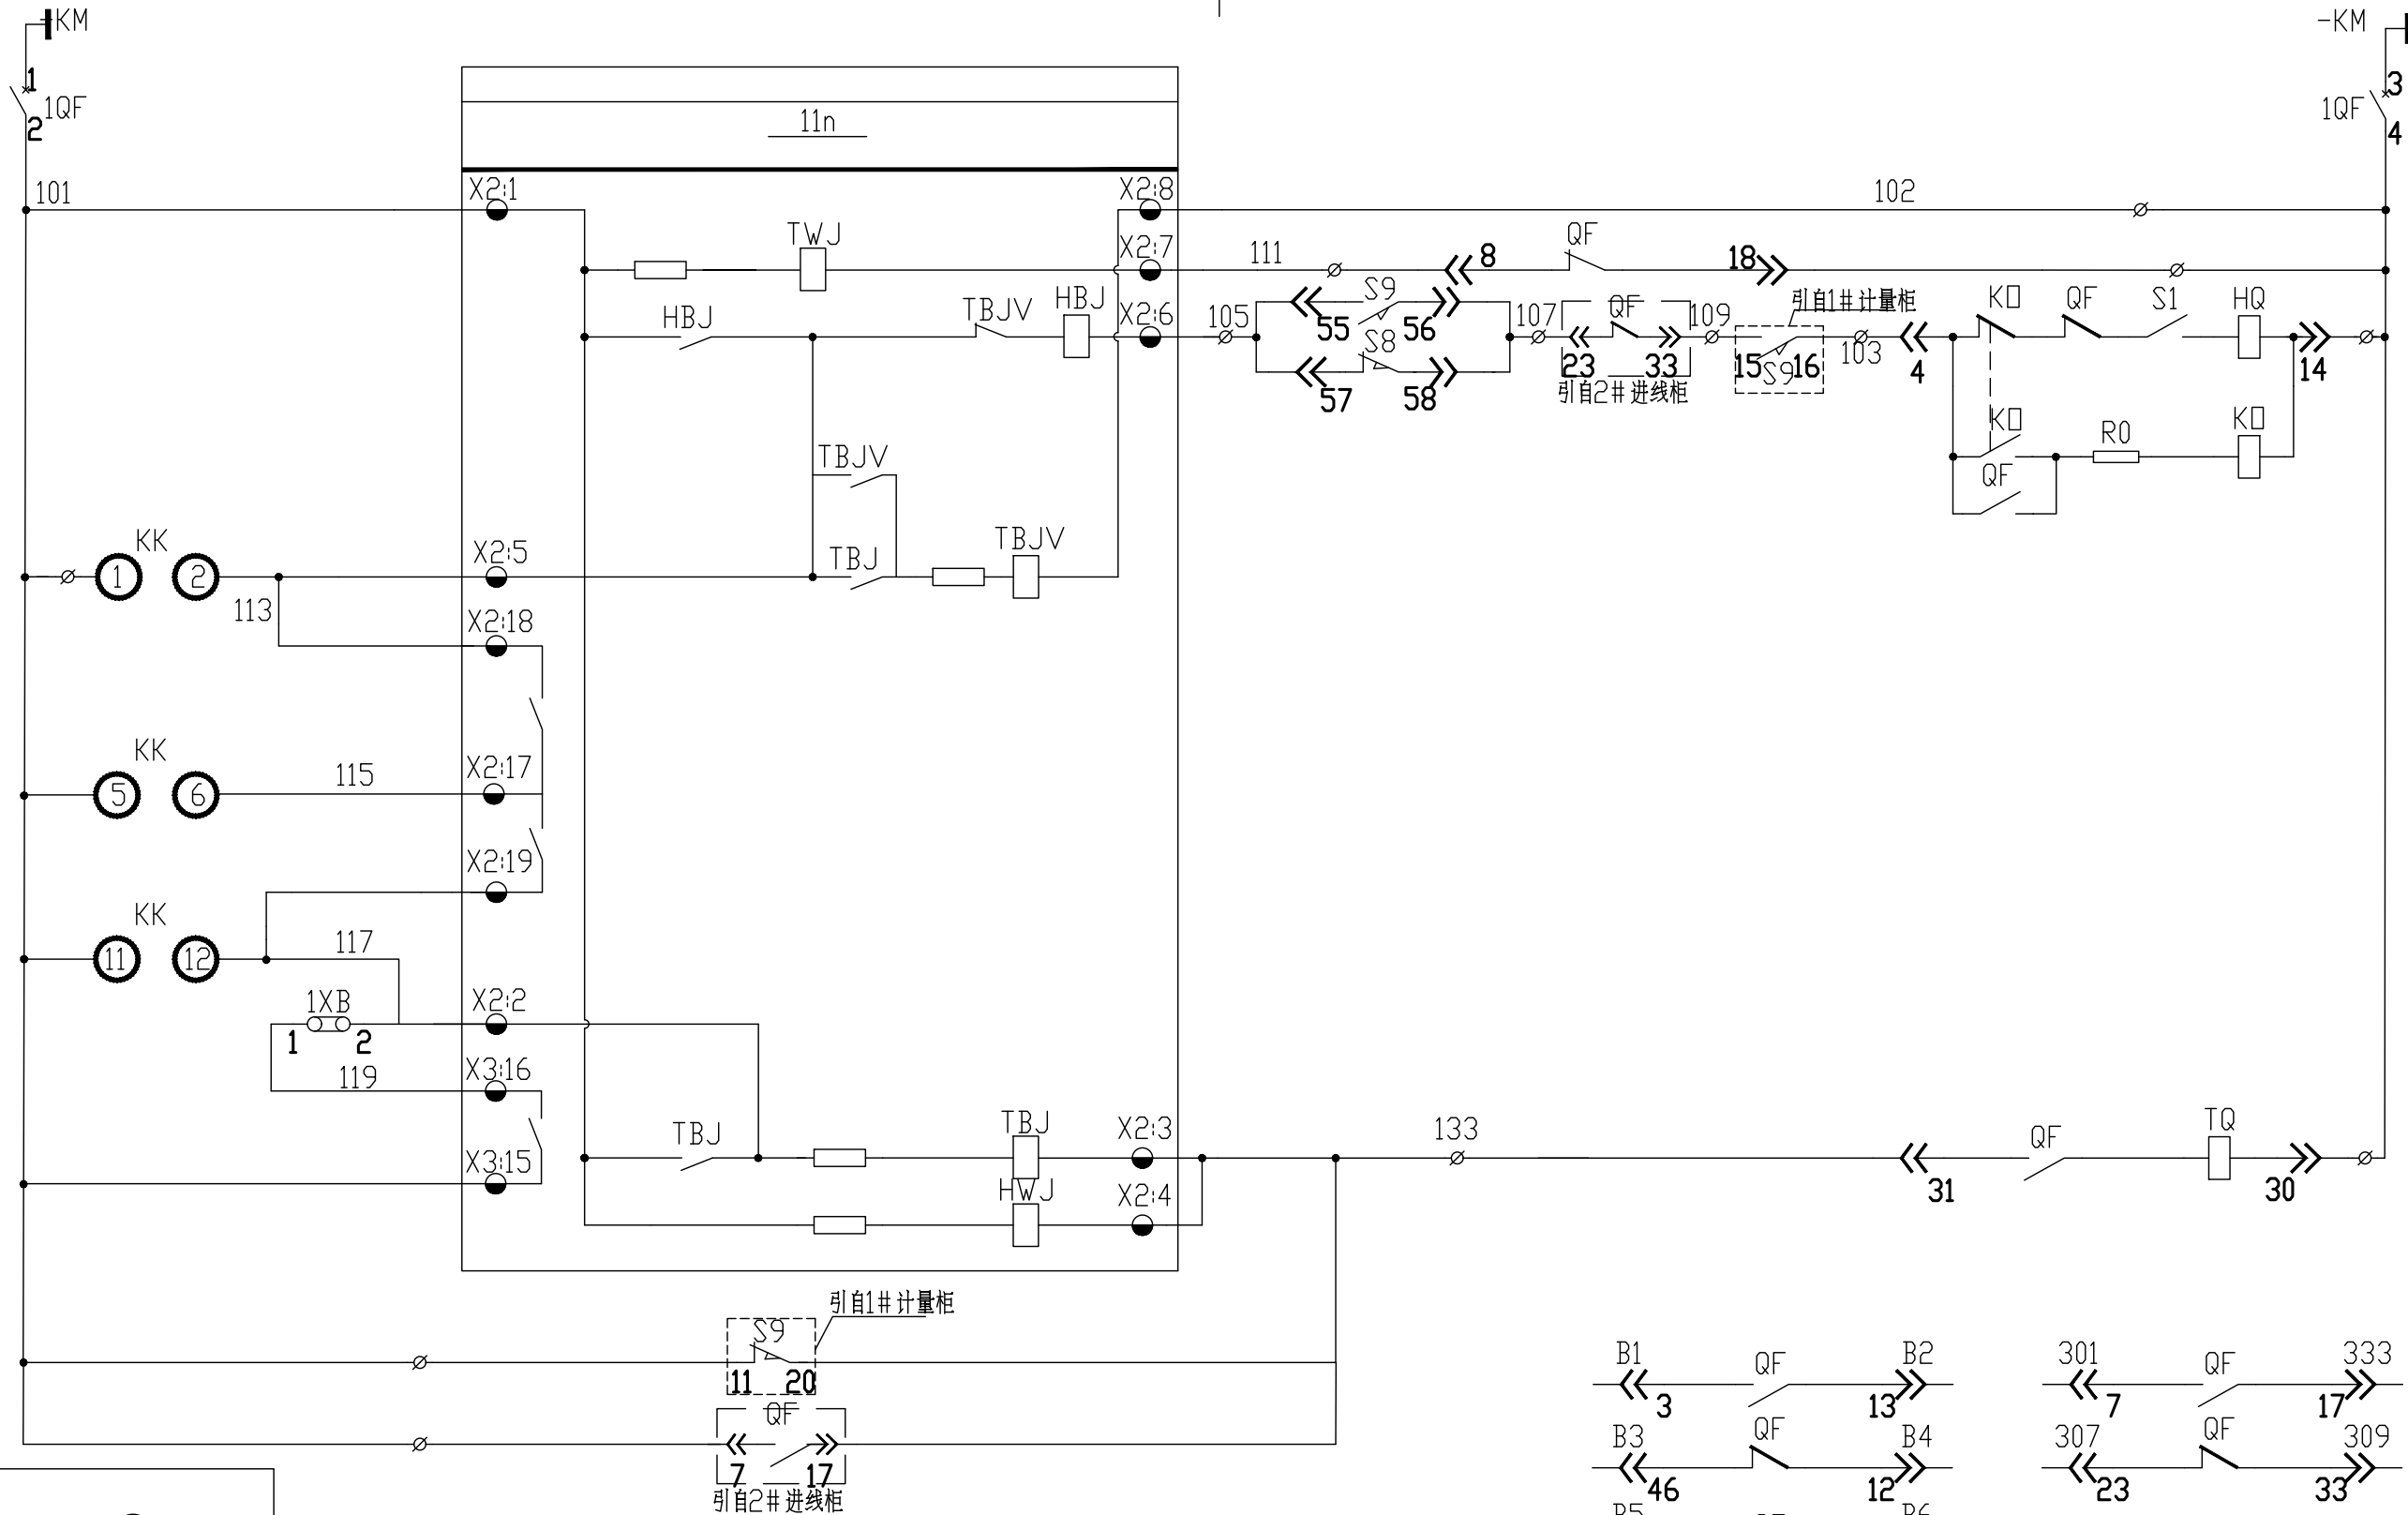 +KM
-KM
1
1QF
2
3
1QF
4
11n
101
X2:1
X2:8
102
TWJ
X2:7
111
8
QF
18
HBJ
TBJV
HBJ
X2:6
105
55
S9
56
107
QF
109
引自1#计量柜
KO
QF
S1
HQ
S8
23
33
15
16
S9
103
4
14
57
58
引自2#进线柜
KO
R0
KO
QF
TBJV
KK
1
2
X2:5
TBJ
TBJV
113
X2:18
KK
5
6
115
X2:17
X2:19
KK
11
12
117
1XB
1
2
X2:2
119
X3:16
TBJ
TBJ
X2:3
133
QF
TQ
X3:15
HWJ
X2:4
31
30
引自1#计量柜
S9
11
20
QF
7
17
引自2#进线柜
B1
QF
B2
301
QF
333
3
13
7
17
B3
QF
B4
307
QF
309
46
12
23
33